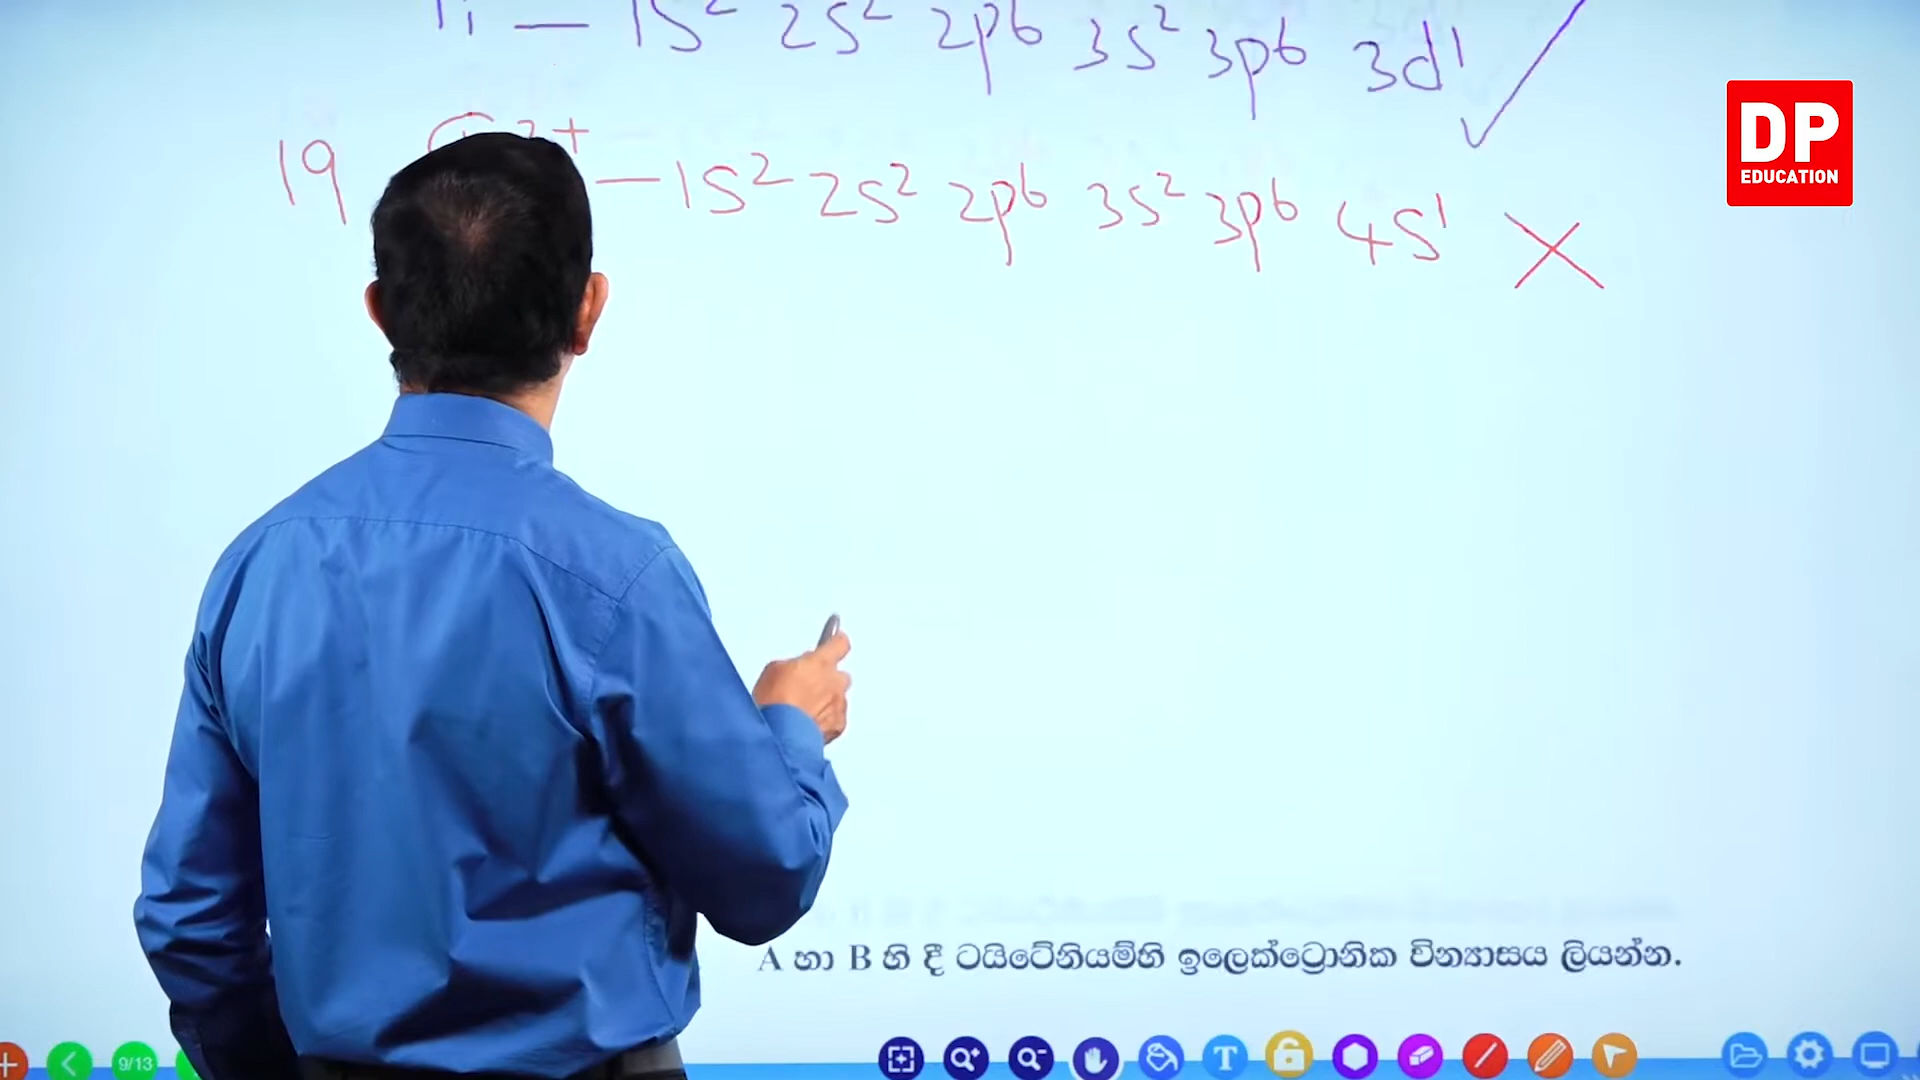 Ti — 1s² 2s² 2p6 3s² 3p6 3d¹ ✓
19 3+ — 1s² 2s² 2p6 3s² 3p6 4s¹ ✗
DP
EDUCATION
A හා B හි දී ටයිටේනියම්හි ඉලෙක්ට්‍රොනික වින්‍යාසය ලියන්න.
9/13
T